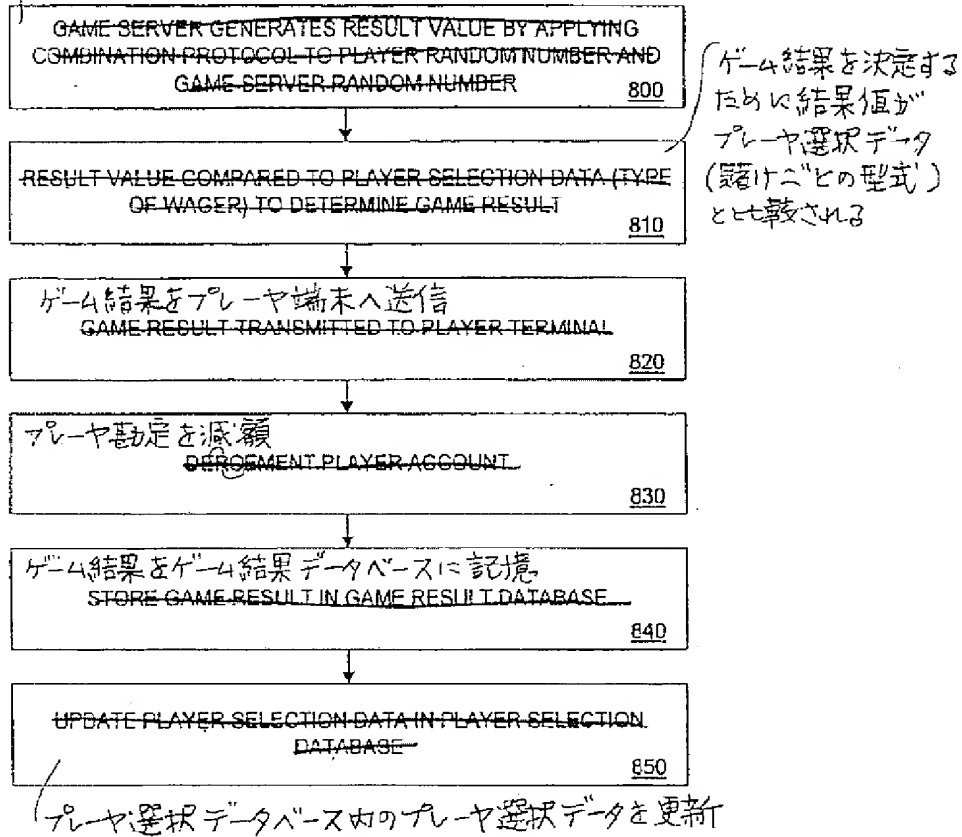 GAME SERVER GENERATES RESULT VALUE BY APPLYING
COMBINATION PROTOCOL TO PLAYER RANDOM NUMBER AND
GAME SERVER RANDOM NUMBER
800
ゲーム結果を決定する
ために結果値が
プレーヤ選択データ
(賭けごとの型式)
と比較される
RESULT VALUE COMPARED TO PLAYER SELECTION DATA (TYPE
OF WAGER) TO DETERMINE GAME RESULT
810
ゲーム結果をプレーヤ端末へ送信
GAME RESULT TRANSMITTED TO PLAYER TERMINAL
820
プレーヤ勘定を減額
DEROEMENT PLAYER ACCOUNT
830
ゲーム結果をゲーム結果データベースに記憶
STORE GAME RESULT IN GAME RESULT DATABASE
840
UPDATE PLAYER SELECTION DATA IN PLAYER SELECTION
DATABASE
850
プレーヤ選択データベース内のプレーヤ選択データを更新